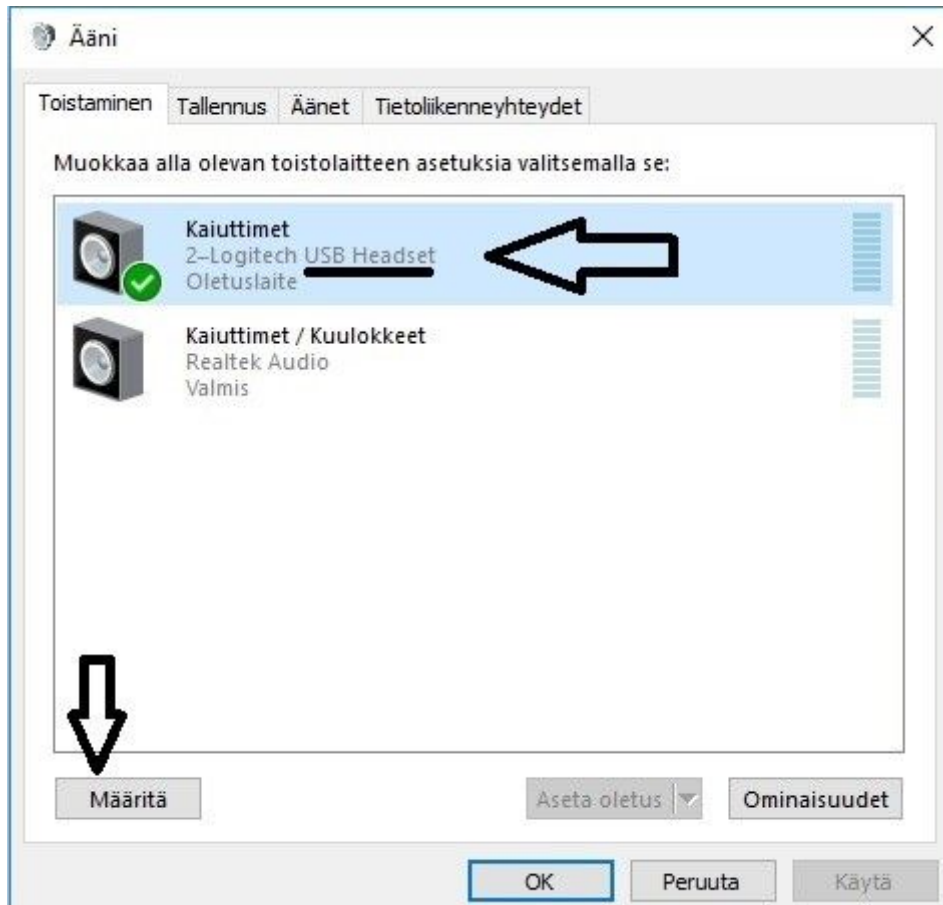 Ääni
Toistaminen Tallennus Äänet Tietoliikenneyhteydet
Muokkaa alla olevan toistolaitteen asetuksia valitsemalla se:
Kaiuttimet
2-Logitech USB Headset
Oletuslaite
Kaiuttimet / Kuulokkeet
Realtek Audio
Valmis
Määritä Aseta oletus Ominaisuudet
OK Peruuta Käytä